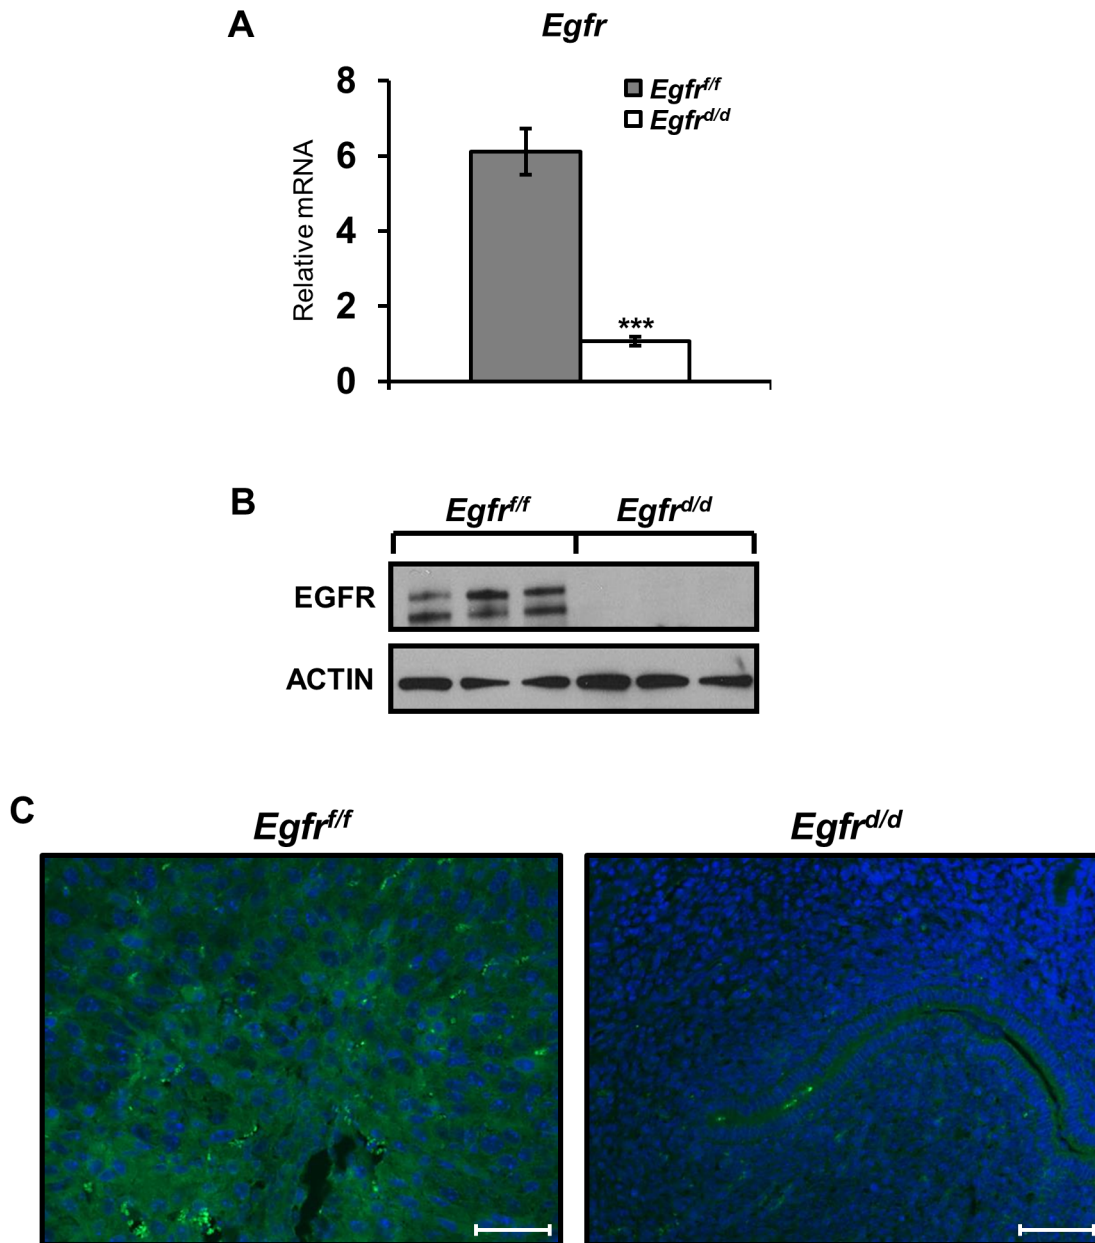 A
Egfr
8
6
4
2
0
Relative mRNA
Egfrf/f
Egfrd/d
***
B
Egfrf/f Egfrd/d
EGFR
ACTIN
C
Egfrf/f Egfrd/d